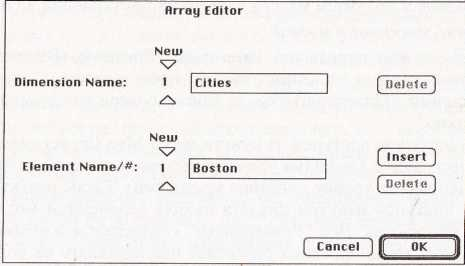 Array Editor
New
Dimension Name: 1 Cities Delete
New
Element Name/#: 1 Boston Insert
Delete
Cancel OK